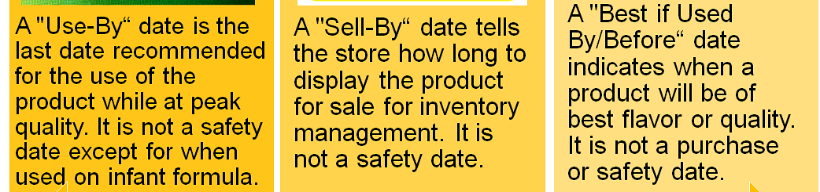 A "Use-By“ date is the
last date recommended
for the use of the
product while at peak
quality. It is not a safety
date except for when
used on infant formula.
A "Sell-By“ date tells
the store how long to
display the product
for sale for inventory
management. It is
not a safety date.
A "Best if Used
By/Before“ date
indicates when a
product will be of
best flavor or quality.
It is not a purchase
or safety date.